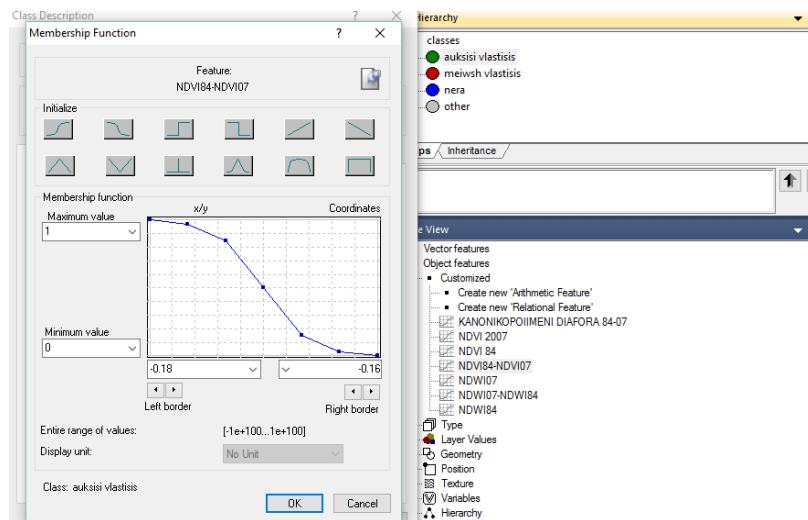 Class Description
?
Membership Function
?
Feature:
NDVI84-NDVI07
Initialize
Membership function
Maximum value
x/y
Coordinates
1
Minimum value
0
-0.18
-0.16
Left border
Right border
Entire range of values:
[-1e+100...1e+100]
Display unit:
No Unit
Class: auksisi vlastisis
OK
Cancel
Hierarchy
classes
auksisi vlastisis
meiwsh vlastisis
nera
other
ps
Inheritance
e View
Vector features
Object features
Customized
Create new 'Arithmetic Feature'
Create new 'Relational Feature'
KANONIKOPOIIMENI DIAFORA 84-07
NDVI 2007
NDVI 84
NDVI84-NDVI07
NDWI07
NDWI07-NDWI84
NDWI84
Type
Layer Values
Geometry
Position
Texture
Variables
Hierarchy